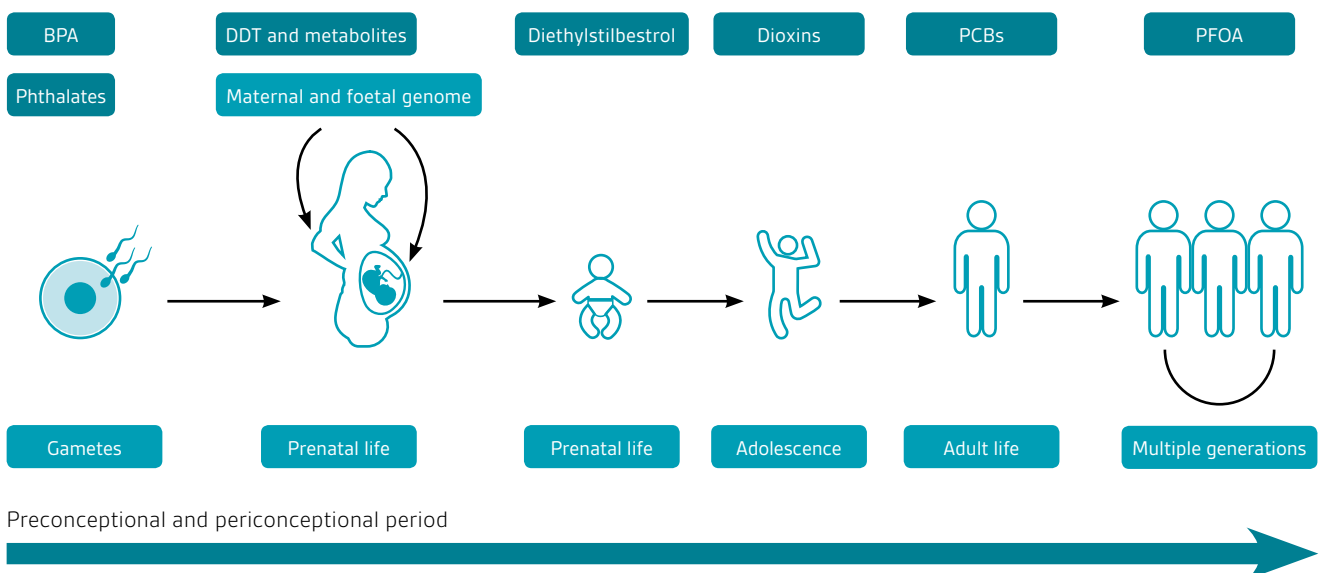 BPA
DDT and metabolites
Diethylstilbestrol
Dioxins
PCBs
PFOA
Phthalates
Maternal and foetal genome
Gametes
Prenatal life
Prenatal life
Adolescence
Adult life
Multiple generations
Preconceptional and periconceptional period